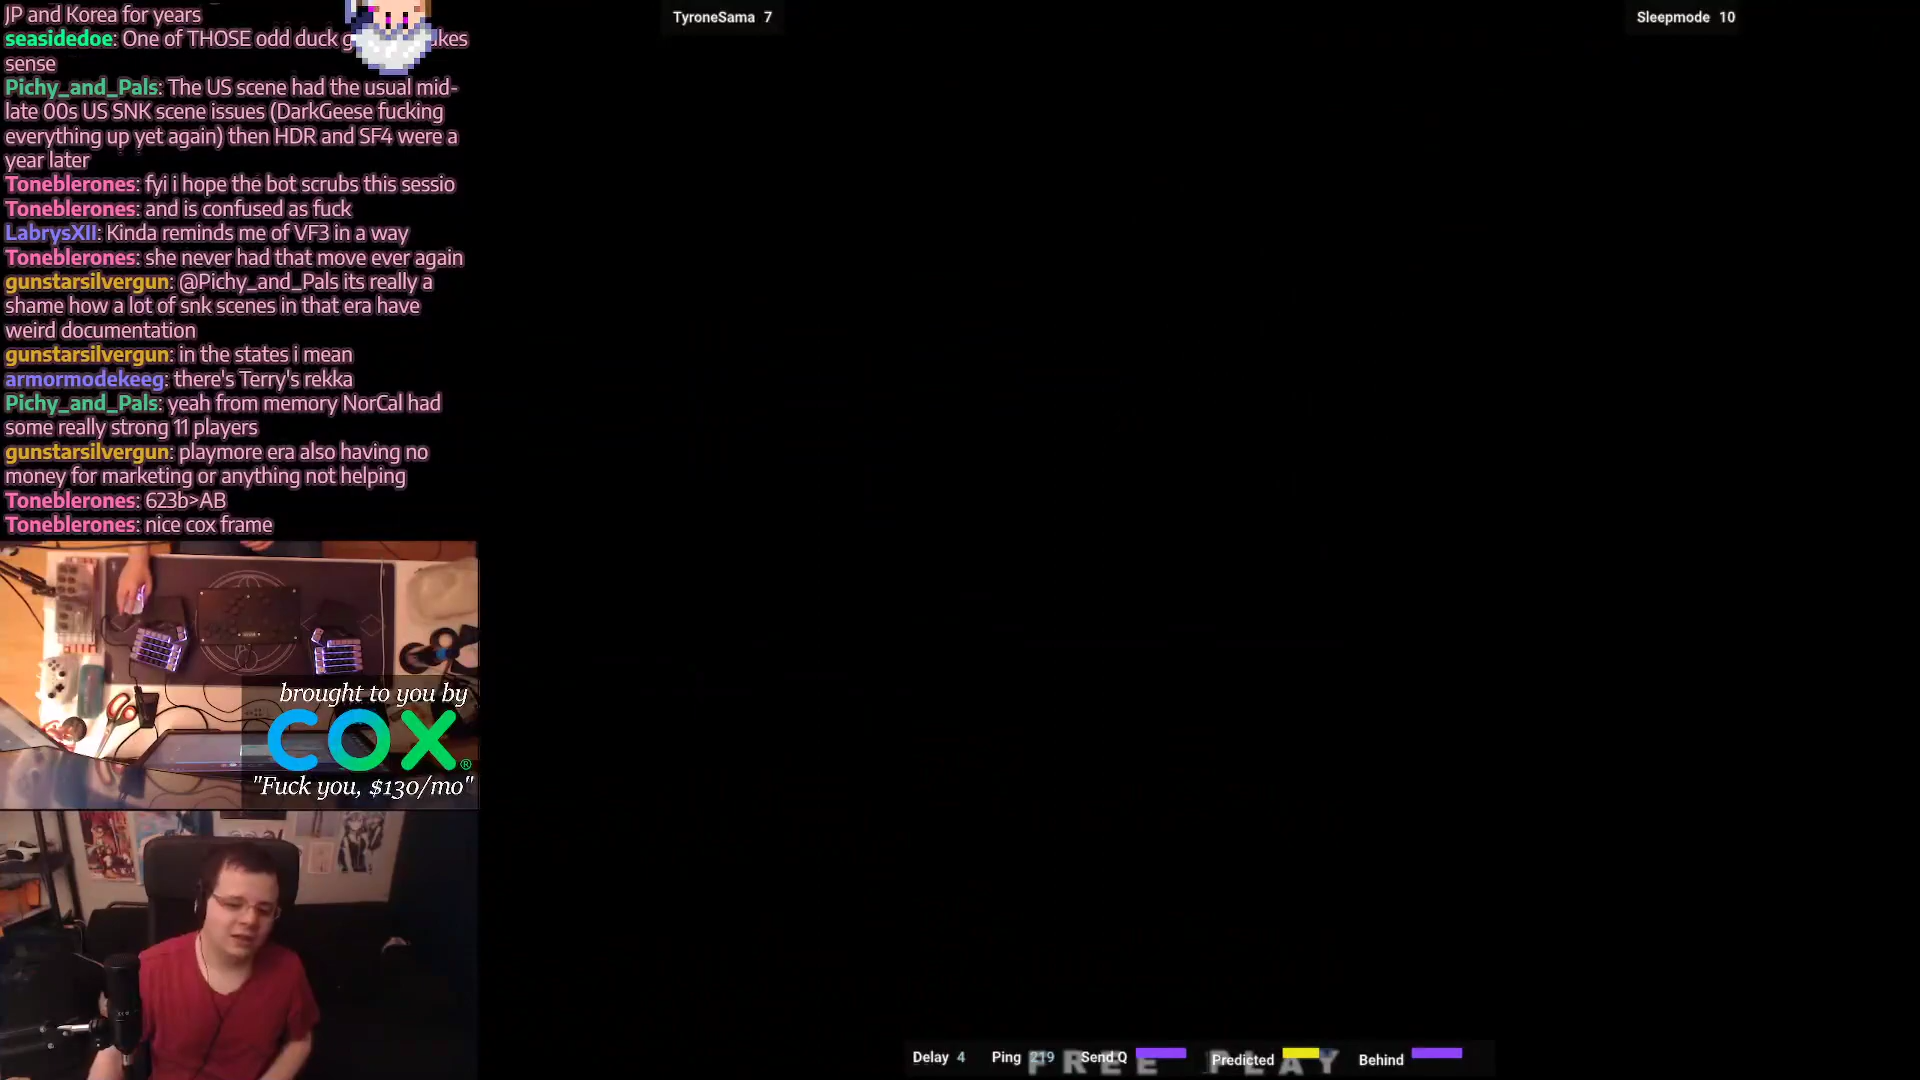 JP and Korea for years
seasidedoe: One of THOSE odd duck
sense
Pichy_and_Pals: The US scene had the usual mid-
late 00s US SNK scene issues (DarkGeese fucking
everything up yet again) then HDR and SF4 were a
year later
Toneblerones: fyi i hope the bot scrubs this sessio
Toneblerones: and is confused as fuck
LabrysXII: Kinda reminds me of VF3 in a way
Toneblerones: she never had that move ever again
gunstarsilvergun: @Pichy_and_Pals its really a
shame how a lot of snk scenes in that era have
weird documentation
gunstarsilvergun: in the states i mean
armormodekeeg: there's Terry's rekka
Pichy_and_Pals: yeah from memory NorCal had
some really strong 11 players
gunstarsilvergun: playmore era also having no
money for marketing or anything not helping
Toneblerones: 623b>AB
Toneblerones: nice cox frame
brought to you by
COX®
"Fuck you, $130/mo"
TyroneSama 7
Sleepmode 10
Delay 4 Ping 219 Send Q Predicted Behind
FREE PLAY